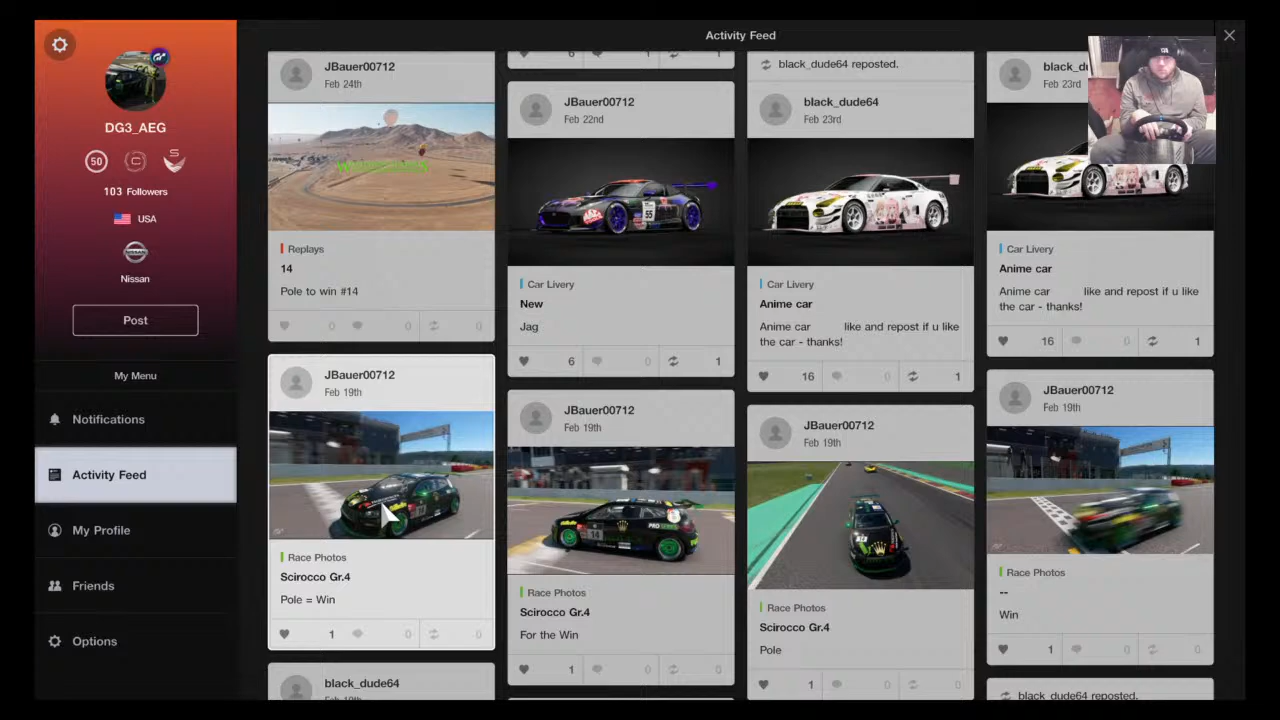 Activity Feed
DG3_AEG
50
103 Followers
USA
Nissan
Post
My Menu
Notifications
Activity Feed
My Profile
Friends
Options
JBauer00712
Feb 24th
Replays
14
Pole to win #14
0 0 0
JBauer00712
Feb 19th
Race Photos
Scirocco Gr.4
Pole = Win
1 0 0
black_dude64
6 1
JBauer00712
Feb 22nd
55
Car Livery
New
Jag
6 0 1
JBauer00712
Feb 19th
14
Race Photos
Scirocco Gr.4
For the Win
1 0 0
black_dude64 reposted.
black_dude64
Feb 23rd
Car Livery
Anime car
Anime car like and repost if u like
the car - thanks!
16 0 1
JBauer00712
Feb 19th
Race Photos
Scirocco Gr.4
Pole
1 0 0
Feb 23rd
Car Livery
Anime car
Anime car like and repost if u like
the car - thanks!
16 0 1
JBauer00712
Feb 19th
Race Photos
--
Win
1 0 0
black_dude64 reposted.